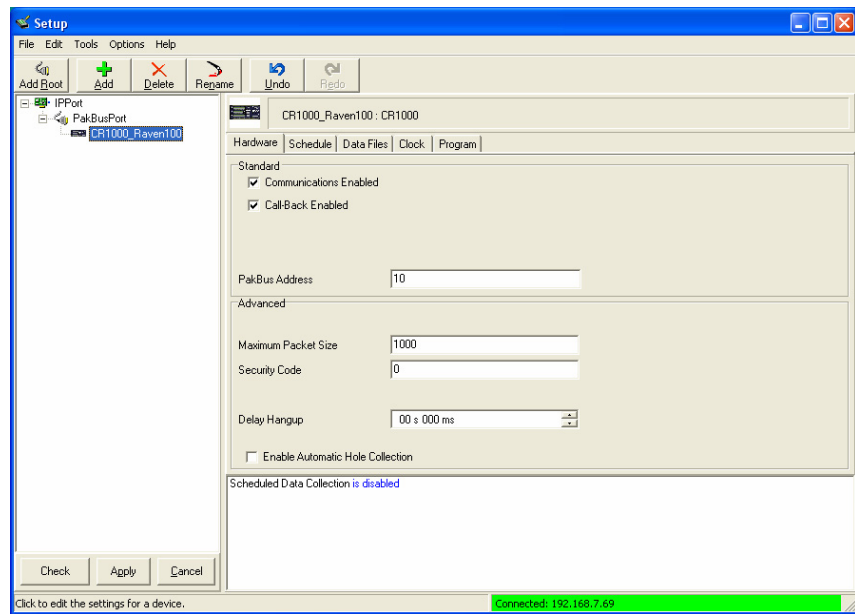 Setup
File Edit Tools Options Help
Add Root Add Delete Rename Undo Redo
IPPort
PakBusPort
CR1000_Raven100
CR1000_Raven100 : CR1000
Hardware Schedule Data Files Clock Program
Standard
Communications Enabled
Call-Back Enabled
PakBus Address 10
Advanced
Maximum Packet Size 1000
Security Code 0
Delay Hangup 00 s 000 ms
Enable Automatic Hole Collection
Scheduled Data Collection is disabled
Check Apply Cancel
Click to edit the settings for a device. Connected: 192.168.7.69